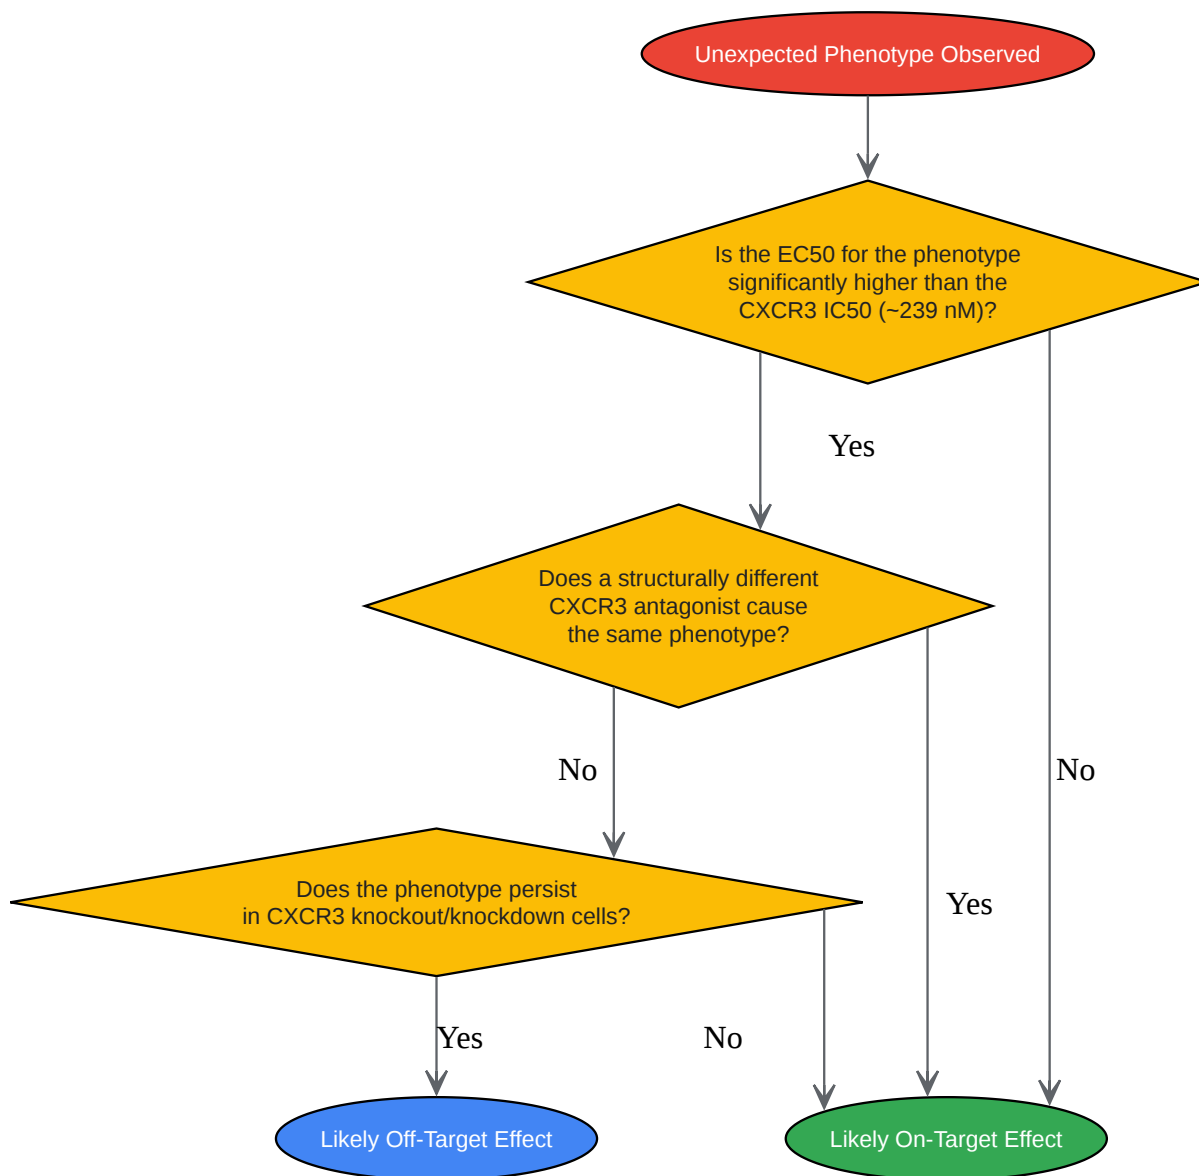 Unexpected Phenotype Observed
Is the EC50 for the phenotype
significantly higher than the
CXCR3 IC50 (~239 nM)?
Yes
Does a structurally different
CXCR3 antagonist cause
the same phenotype?
No
No
Does the phenotype persist
in CXCR3 knockout/knockdown cells?
Yes
Yes
No
Likely Off-Target Effect
Likely On-Target Effect